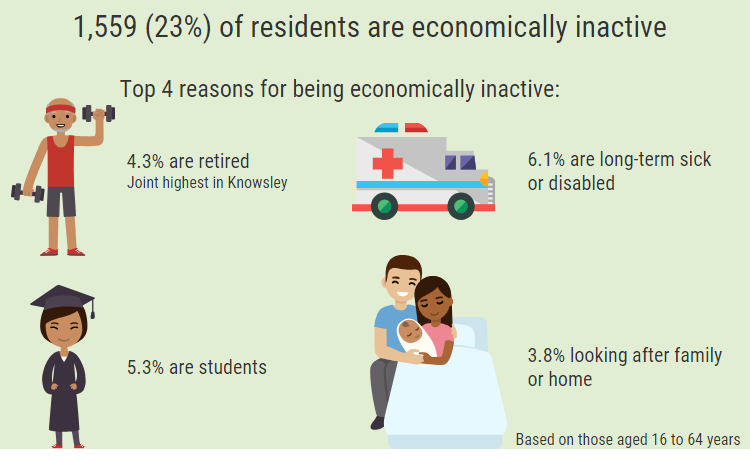 1,559 (23%) of residents are economically inactive
Top 4 reasons for being economically inactive:
4.3% are retired
Joint highest in Knowsley
6.1% are long-term sick
or disabled
5.3% are students
3.8% looking after family
or home
Based on those aged 16 to 64 years